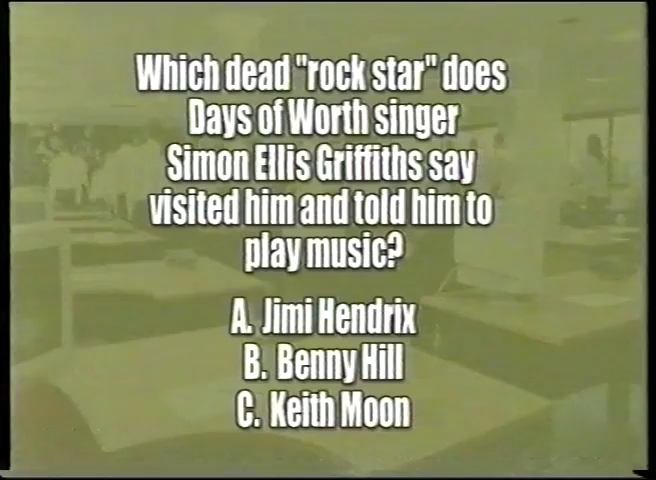 Which dead "rock star" does
Days of Worth singer
Simon Ellis Griffiths say
visited him and told him to
play music?
A. Jimi Hendrix
B. Benny Hill
C. Keith Moon